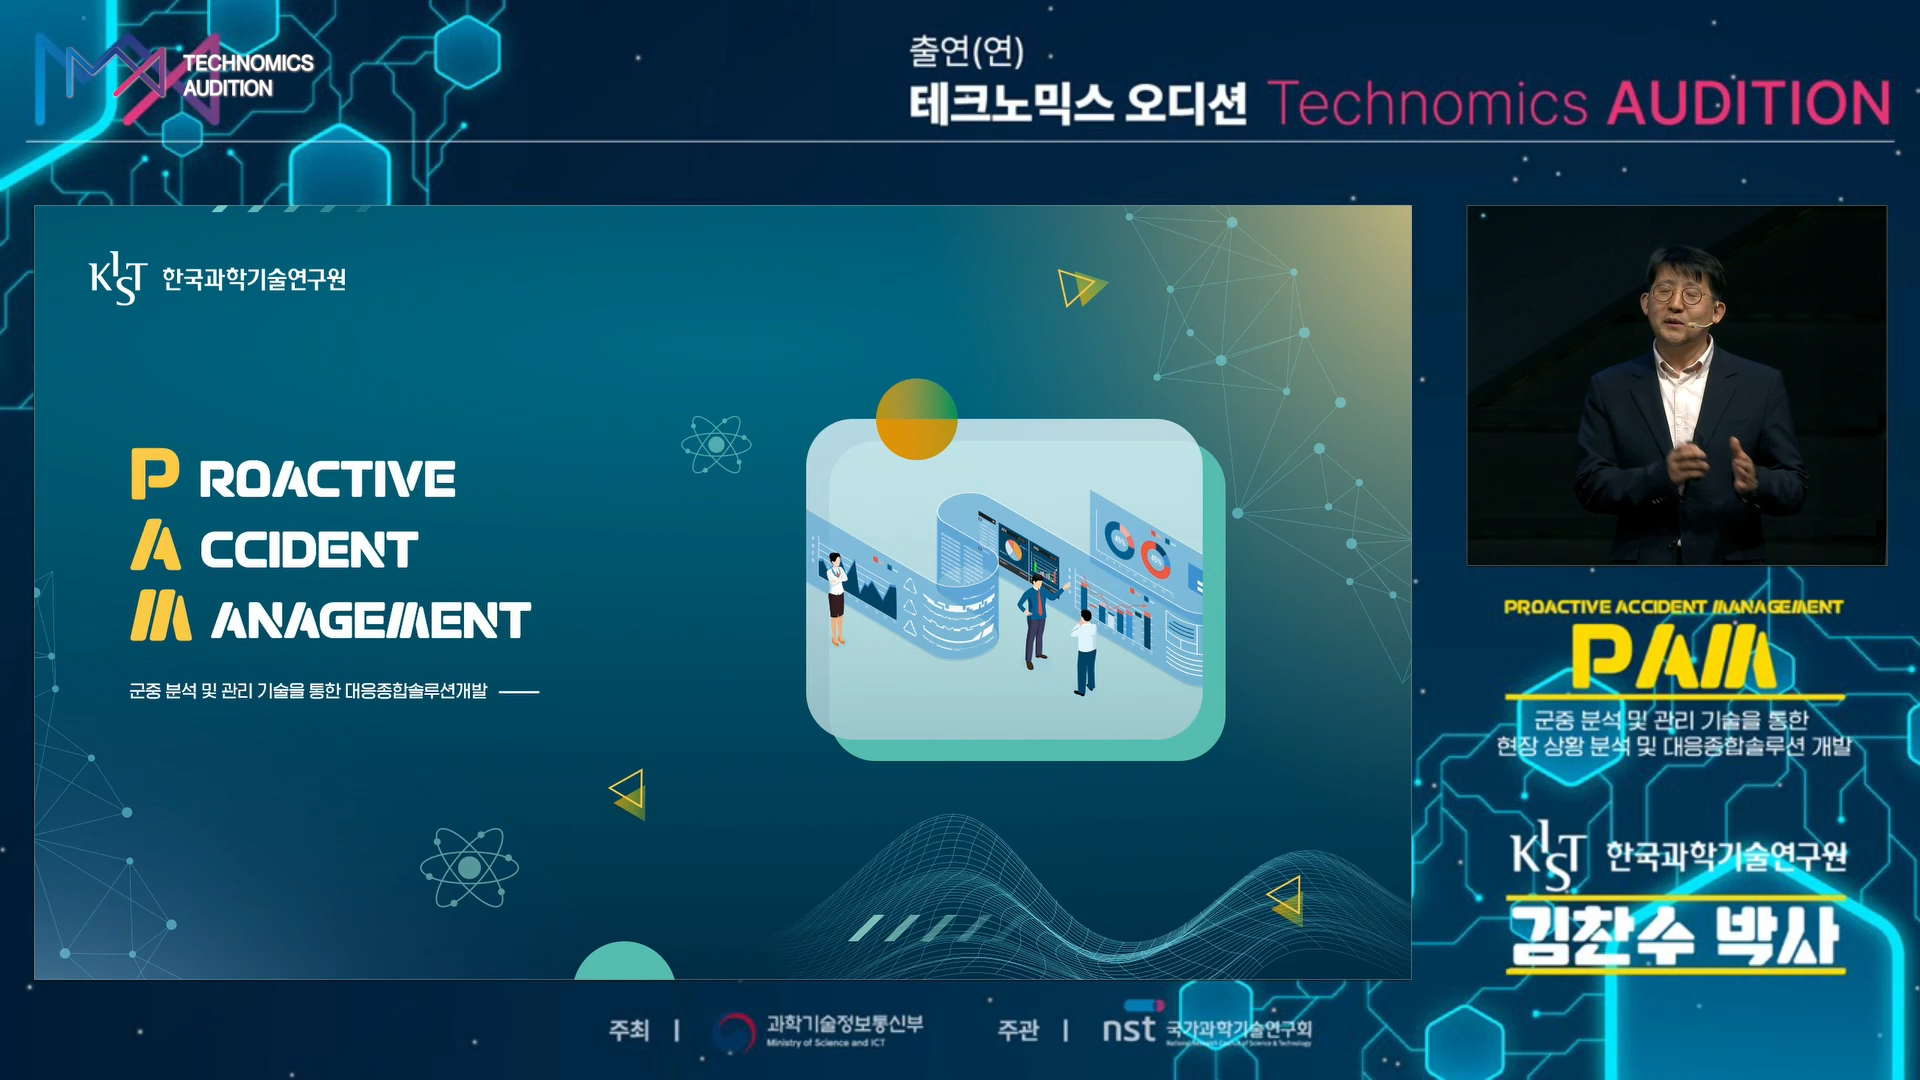 TECHNOMICS
AUDITION
출연(연)
테크노믹스 오디션 Technomics AUDITION
KIST 한국과학기술연구원
PROACTIVE
ACCIDENT
MANAGEMENT
군중 분석 및 관리 기술을 통한 대응종합솔루션개발
PROACTIVE ACCIDENT MANAGEMENT
PAM
군중 분석 및 관리 기술을 통한
현장 상황 분석 및 대응종합솔루션 개발
KIST 한국과학기술연구원
김찬수 박사
주최 | 과학기술정보통신부
Ministry of Science and ICT
주관 | nst 국가과학기술연구회
National Research Council of Science & Technology